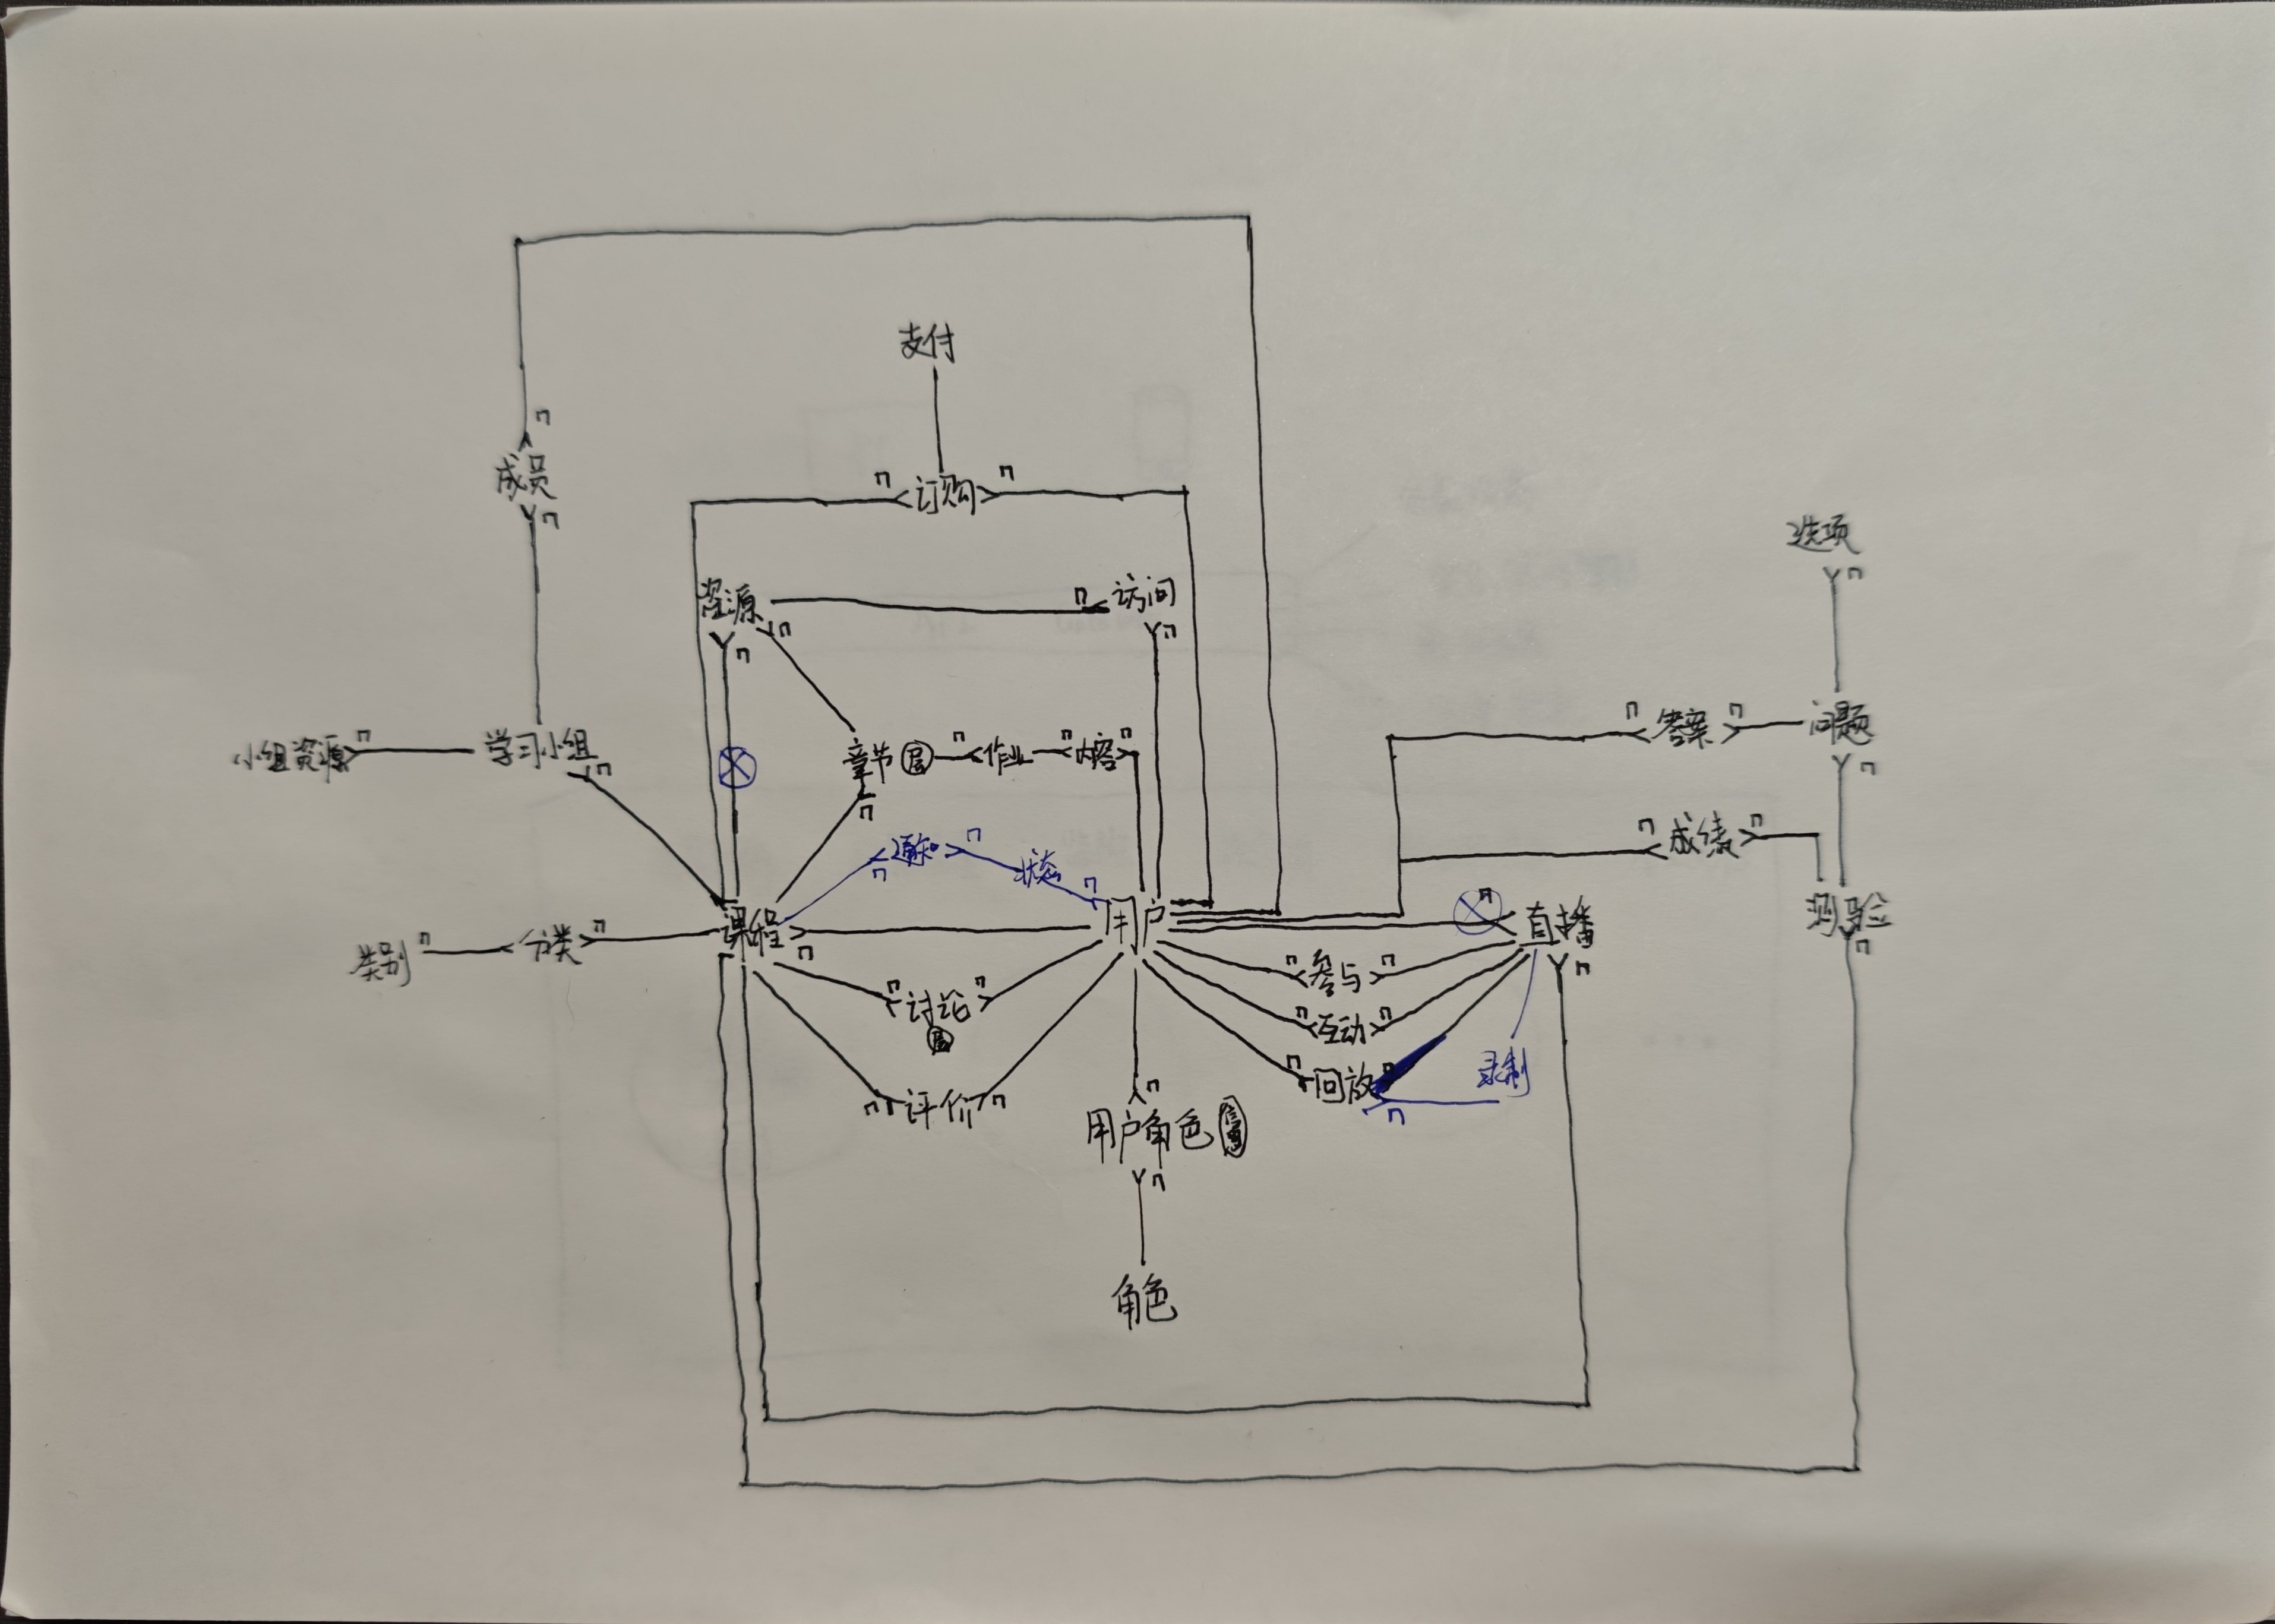 支付
n
成员
n
n 订购 n
选项
n
资源 n 访问
n n
n
小组资源 n 学习小组
n
章节 n 作业 n 内容 n
n
n 答案 n 问题
n
n 成绩 n
通知 n
n
状态 n
类别 n 分类 n 课程 n
用户
n 直播
n
测验
n
n 讨论 n
n 参与 n
n 互动 n
n 回放 n
录制
n
n 评价 n
n
用户角色
n
角色